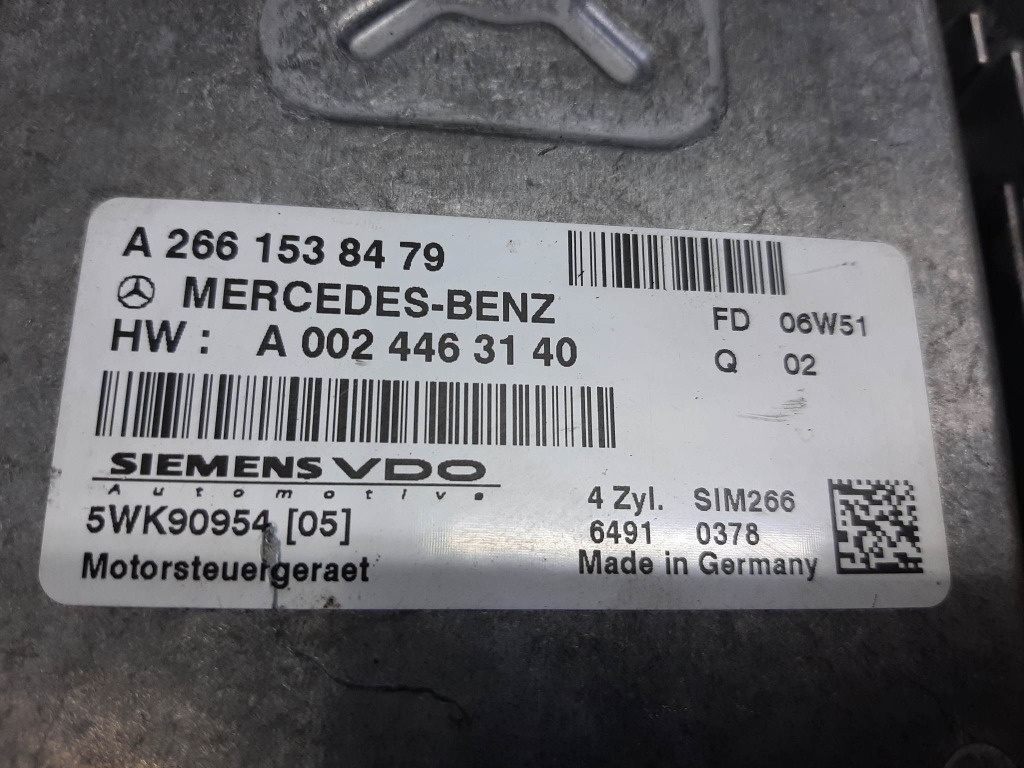 A 266 153 84 79
MERCEDES-BENZ
HW : A 002 446 31 40
FD 06W51
Q 02
SIEMENS VDO
Automotive
5WK90954 [05]
Motorsteuergeraet
4 Zyl. SIM266
6491 0378
Made in Germany